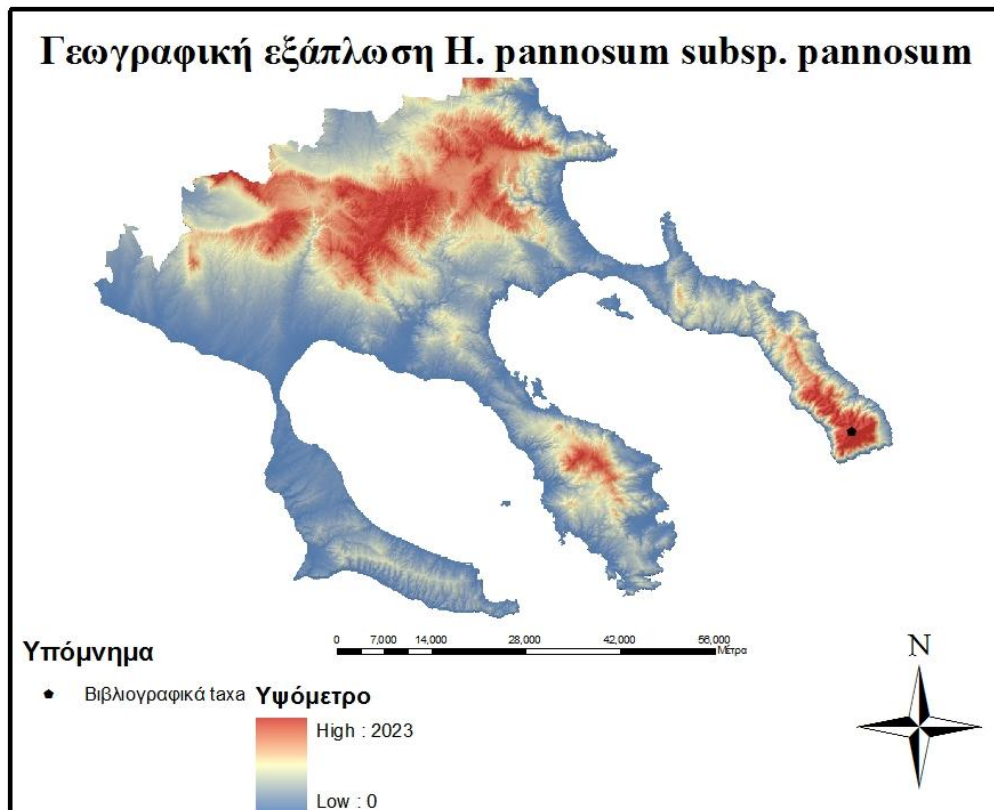 Γεωγραφική εξάπλωση H. pannosum subsp. pannosum
0 7,000 14,000 28,000 42,000 56,000
Μέτρα
Υπόμνημα
Βιβλιογραφικά taxa
Υψόμετρο
High : 2023
Low : 0
N